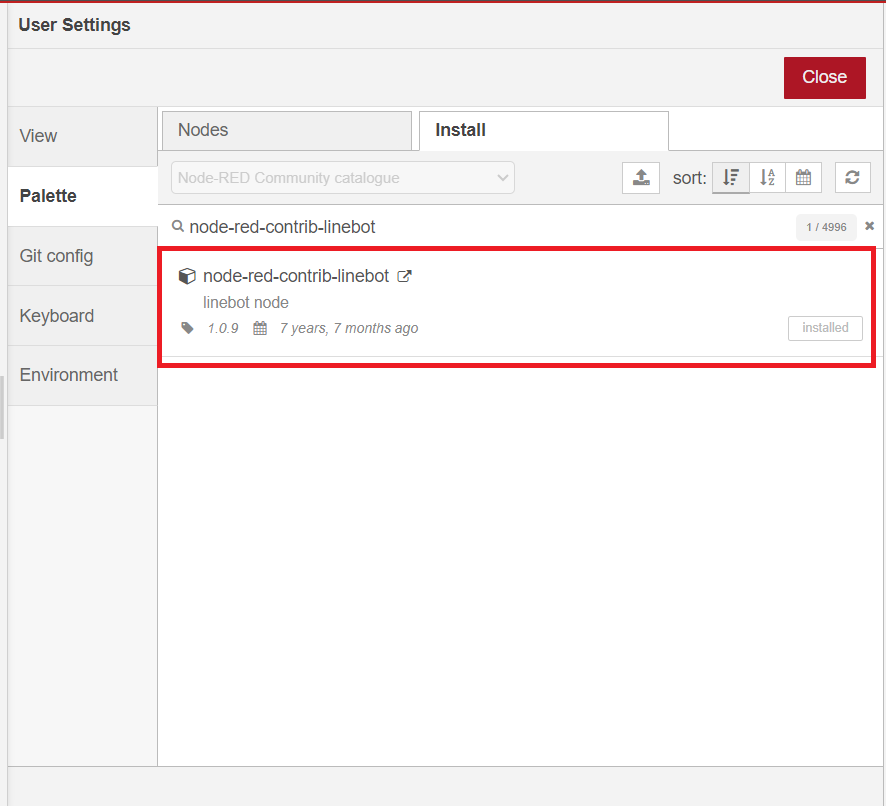 User Settings
Close
View
Palette
Git config
Keyboard
Environment
Nodes
Install
Node-RED Community catalogue
sort:
node-red-contrib-linebot
1 / 4996
node-red-contrib-linebot
linebot node
1.0.9 7 years, 7 months ago
installed